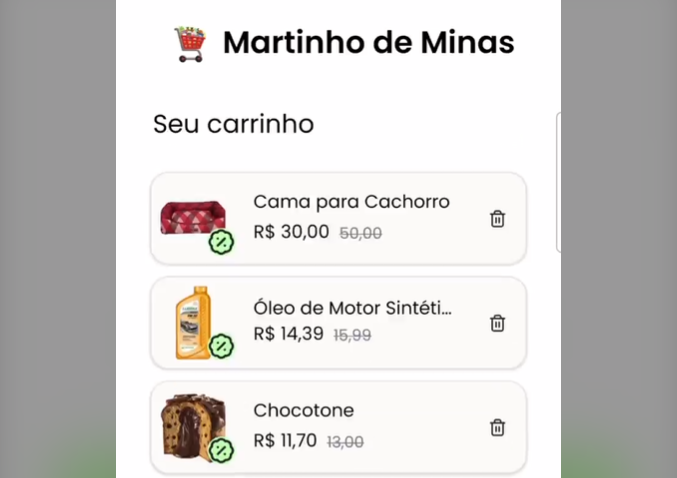 Martinho de Minas
Seu carrinho
Cama para Cachorro
R$ 30,00 50,00
Óleo de Motor Sintéti...
R$ 14,39 15,99
Chocotone
R$ 11,70 13,00